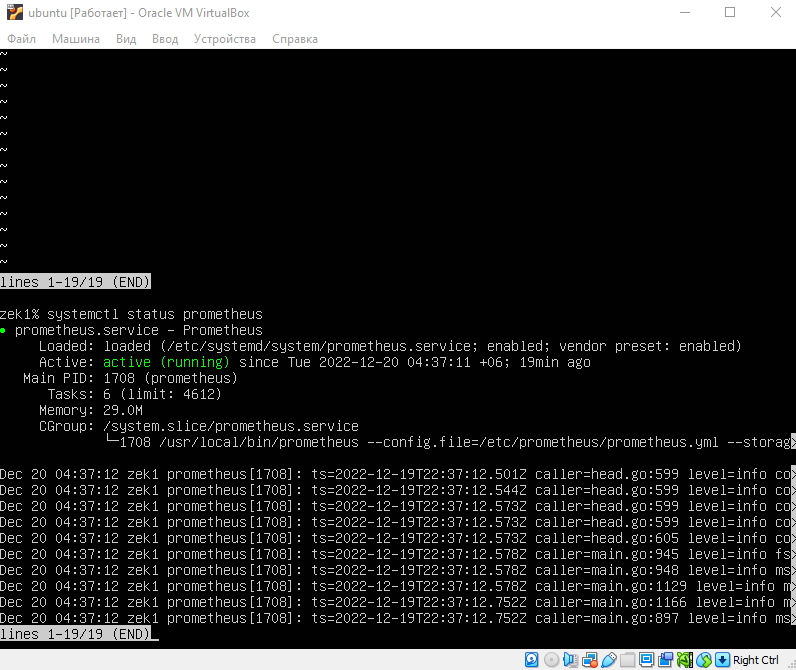 ubuntu [Работает] - Oracle VM VirtualBox
Файл Машина Вид Ввод Устройства Справка
~
~
~
~
~
~
~
~
~
~
~
~
~
~
lines 1-19/19 (END)
zek1% systemctl status prometheus
● prometheus.service - Prometheus
Loaded: loaded (/etc/systemd/system/prometheus.service; enabled; vendor preset: enabled)
Active: active (running) since Tue 2022-12-20 04:37:11 +06; 19min ago
Main PID: 1708 (prometheus)
Tasks: 6 (limit: 4612)
Memory: 29.0M
CGroup: /system.slice/prometheus.service
└─1708 /usr/local/bin/prometheus --config.file=/etc/prometheus/prometheus.yml --storag>
Dec 20 04:37:12 zek1 prometheus[1708]: ts=2022-12-19T22:37:12.501Z caller=head.go:599 level=info co>
Dec 20 04:37:12 zek1 prometheus[1708]: ts=2022-12-19T22:37:12.544Z caller=head.go:599 level=info co>
Dec 20 04:37:12 zek1 prometheus[1708]: ts=2022-12-19T22:37:12.573Z caller=head.go:599 level=info co>
Dec 20 04:37:12 zek1 prometheus[1708]: ts=2022-12-19T22:37:12.573Z caller=head.go:599 level=info co>
Dec 20 04:37:12 zek1 prometheus[1708]: ts=2022-12-19T22:37:12.573Z caller=head.go:605 level=info co>
Dec 20 04:37:12 zek1 prometheus[1708]: ts=2022-12-19T22:37:12.578Z caller=main.go:945 level=info fs>
Dec 20 04:37:12 zek1 prometheus[1708]: ts=2022-12-19T22:37:12.578Z caller=main.go:948 level=info ms>
Dec 20 04:37:12 zek1 prometheus[1708]: ts=2022-12-19T22:37:12.578Z caller=main.go:1129 level=info m>
Dec 20 04:37:12 zek1 prometheus[1708]: ts=2022-12-19T22:37:12.752Z caller=main.go:1166 level=info m>
Dec 20 04:37:12 zek1 prometheus[1708]: ts=2022-12-19T22:37:12.752Z caller=main.go:897 level=info ms>
lines 1-19/19 (END)
Right Ctrl